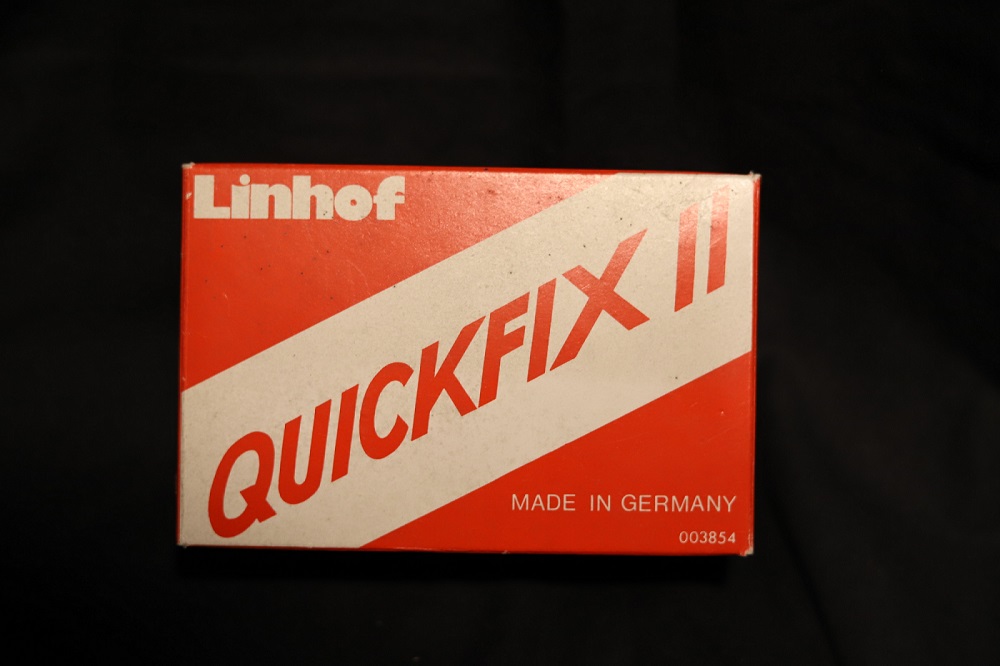 Linhof
QUICKFIX II
MADE IN GERMANY
003854